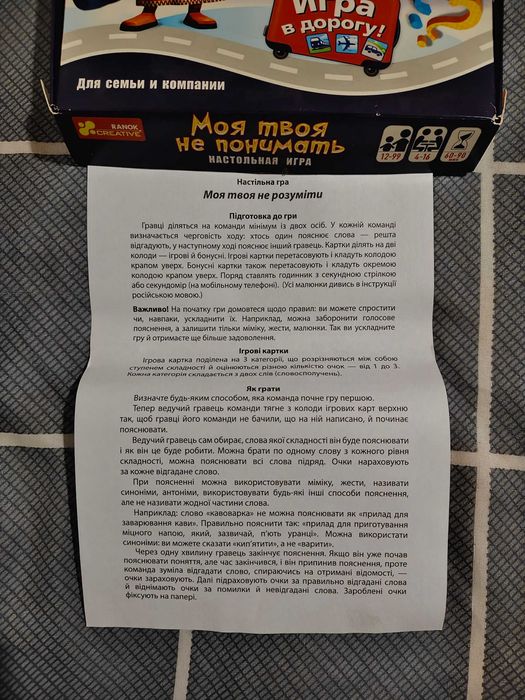 Игра
в дорогу!
Для семьи и компании
RANOK
CREATIVE
Моя твоя
не понимать
НАСТОЛЬНАЯ ИГРА
12-99
4-16
60-90
Настільна гра
Моя твоя не розуміти
Підготовка до гри
Гравці діляться на команди мінімум із двох осіб. У кожній команді
визначається черговість ходу: хтось один пояснює слова — решта
відгадують, у наступному ході пояснює інший гравець. Картки ділять на дві
колоди — ігрові й бонусні. Ігрові картки перетасовують і кладуть колодою
крапом уверх. Бонусні картки також перетасовують і кладуть окремою
колодою крапом уверх. Поряд ставлять годинник з секундною стрілкою
або секундомір (на мобільному телефоні). (Усі малюнки дивись в інструкції
російською мовою.)
Важливо! На початку гри домовтеся щодо правил: ви можете спростити
чи, навпаки, ускладнити їх. Наприклад, можна заборонити голосове
пояснення, а залишити тільки міміку, жести, малюнки. Так ви ускладните
гру й отримаєте ще більше задоволення.
Ігрові картки
Ігрова картка поділена на 3 категорії, що розрізняються між собою
ступенем складності й оцінюються різною кількістю очок — від 1 до 3.
Кожна категорія складається з двох слів (словосполучень).
Як грати
Визначте будь-яким способом, яка команда почне гру першою.
Тепер ведучий гравець команди тягне з колоди ігрових карт верхню
так, щоб гравці його команди не бачили, що на ній написано, й починає
пояснювати.
Ведучий гравець сам обирає, слова якої складності він буде пояснювати
і як він це буде робити. Можна брати по одному слову з кожного рівня
складності, можна пояснювати всі слова підряд. Очки нараховують
за кожне відгадане слово.
При поясненні можна використовувати міміку, жести, називати
синоніми, антоніми, використовувати будь-які інші способи пояснення,
але не називати жодної частини слова.
Наприклад: слово «кавоварка» не можна пояснювати як «прилад для
заварювання кави». Правильно пояснити так: «прилад для приготування
міцного напою, який, зазвичай, п'ють уранці». Можна використати
синоніми: ви можете сказати «кип'ятити», а не «варити».
Через одну хвилину гравець закінчує пояснення. Якщо він уже почав
пояснювати поняття, але час закінчився, і він припинив пояснення, проте
команда зуміла відгадати слово, спираючись на отримані відомості, —
очки зараховують. Далі підраховують очки за правильно відгадані слова
й віднімають очки за помилки й невідгадані слова. Зароблені очки
фіксують на папері.